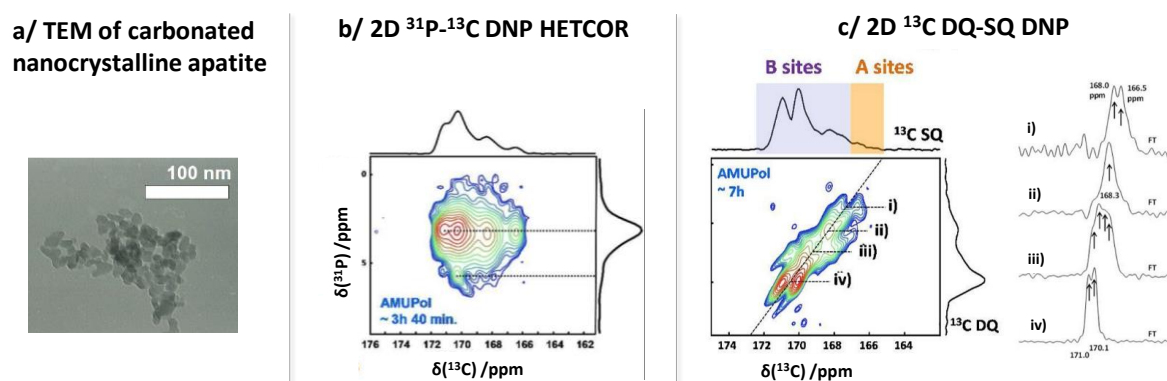 a/ TEM of carbonated
nanocrystalline apatite
100 nm
b/ 2D ³¹P-¹³C DNP HETCOR
δ(³¹P) /ppm
0
5
AMUPol
~ 3h 40 min.
176 174 172 170 168 166 164 162
δ(¹³C) /ppm
c/ 2D ¹³C DQ-SQ DNP
B sites A sites
¹³C SQ
AMUPol
~ 7h
i)
ii)
iii)
iv)
¹³C DQ
174 172 170 168 166 164
δ(¹³C) /ppm
168.0
ppm
166.5
ppm
i)
FT
ii)
168.3
FT
iii)
FT
iv)
171.0
170.1
FT